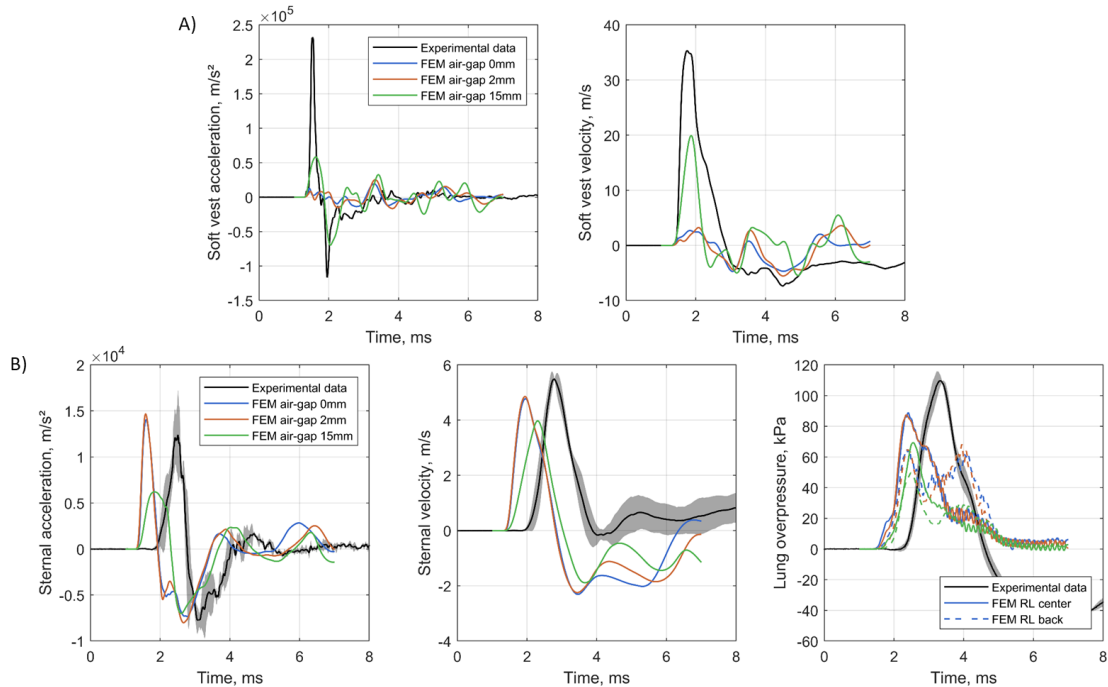 A)
×10⁵
2.5
2
1.5
1
0.5
0
-0.5
-1
-1.5
0 2 4 6 8
Soft vest acceleration, m/s²
Time, ms
Experimental data
FEM air-gap 0mm
FEM air-gap 2mm
FEM air-gap 15mm
40
30
20
10
0
-10
0 2 4 6 8
Soft vest velocity, m/s
Time, ms
B)
×10⁴
2
1.5
1
0.5
0
-0.5
-1
0 2 4 6 8
Sternal acceleration, m/s²
Time, ms
Experimental data
FEM air-gap 0mm
FEM air-gap 2mm
FEM air-gap 15mm
6
4
2
0
-2
-4
0 2 4 6 8
Sternal velocity, m/s
Time, ms
120
100
80
60
40
20
0
-20
-40
-60
0 2 4 6 8
Lung overpressure, kPa
Time, ms
Experimental data
FEM RL center
FEM RL back